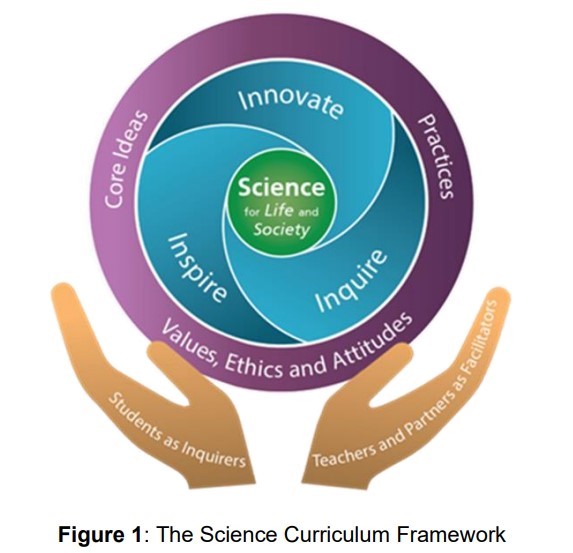 Innovate
Core Ideas
Practices
Science
for Life and
Society
Inspire
Inquire
Values, Ethics and Attitudes
Students as Inquirers
Teachers and Partners as Facilitators
Figure 1: The Science Curriculum Framework